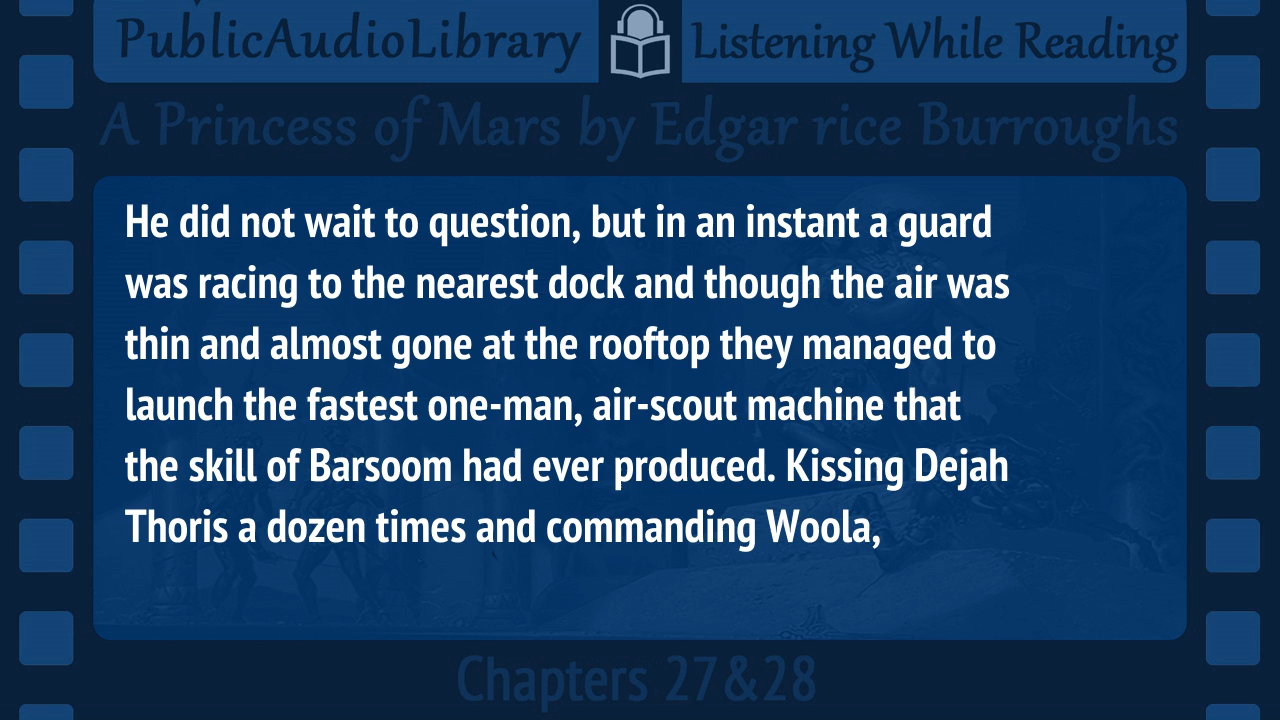 PublicAudioLibrary Listening While Reading
A Princess of Mars by Edgar rice Burroughs
He did not wait to question, but in an instant a guard
was racing to the nearest dock and though the air was
thin and almost gone at the rooftop they managed to
launch the fastest one-man, air-scout machine that
the skill of Barsoom had ever produced. Kissing Dejah
Thoris a dozen times and commanding Woola,
Chapters 27&28